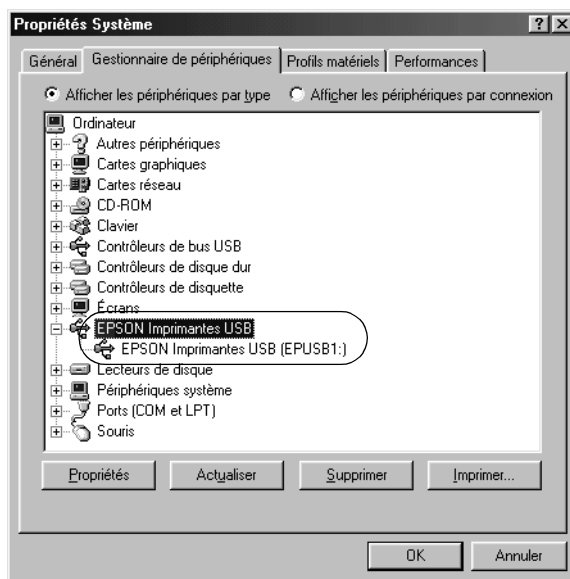 Propriétés Système
Général Gestionnaire de périphériques Profils matériels Performances
Afficher les périphériques par type Afficher les périphériques par connexion
Ordinateur
Autres périphériques
Cartes graphiques
Cartes réseau
CD-ROM
Clavier
Contrôleurs de bus USB
Contrôleurs de disque dur
Contrôleurs de disquette
Écrans
EPSON Imprimantes USB
EPSON Imprimantes USB (EPUSB1:)
Lecteurs de disque
Périphériques système
Ports (COM et LPT)
Souris
Propriétés Actualiser Supprimer Imprimer...
OK Annuler